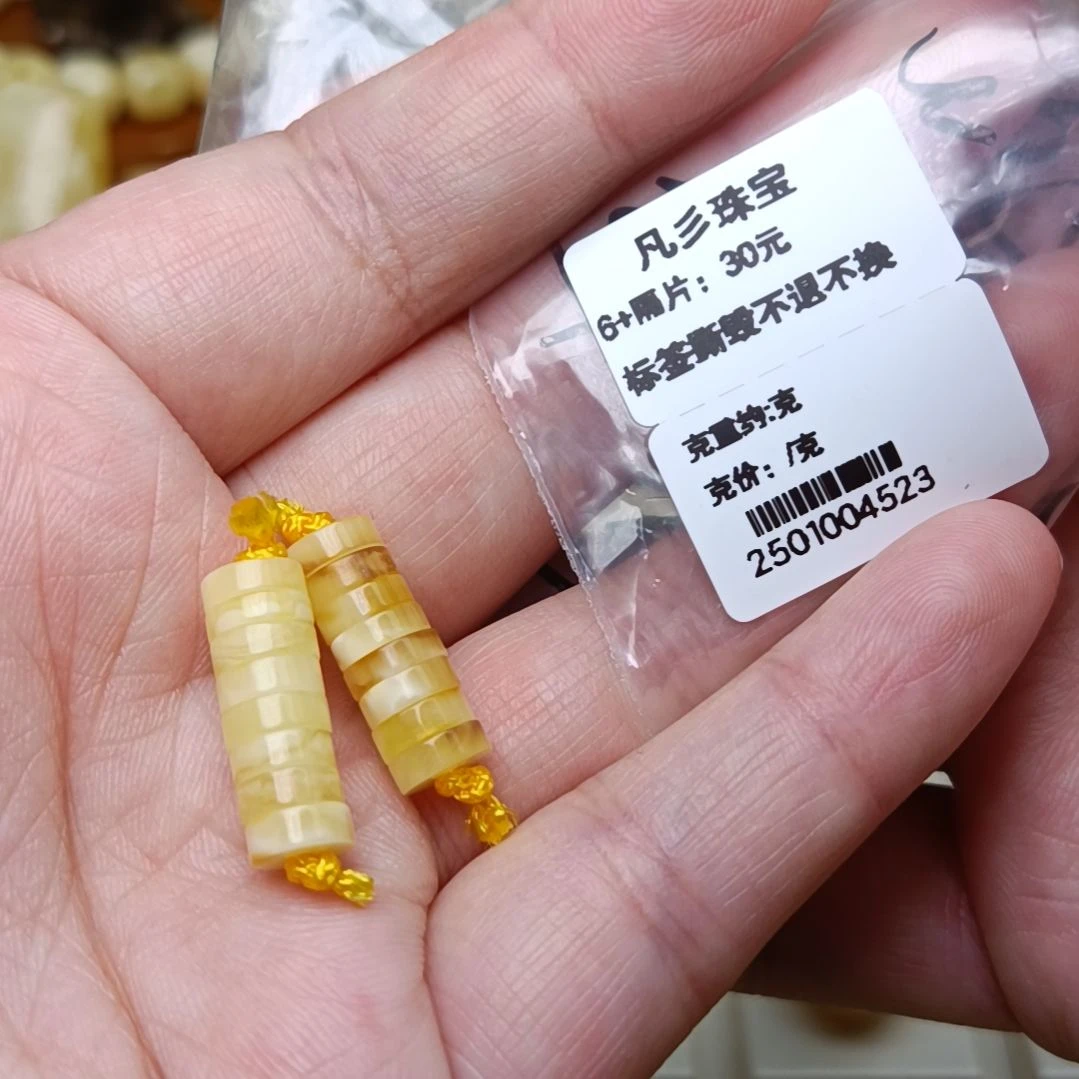 凡彡珠宝
6+隔片：30元
标签撕毁不退不换
克重约:克
克价：/克
2501004523